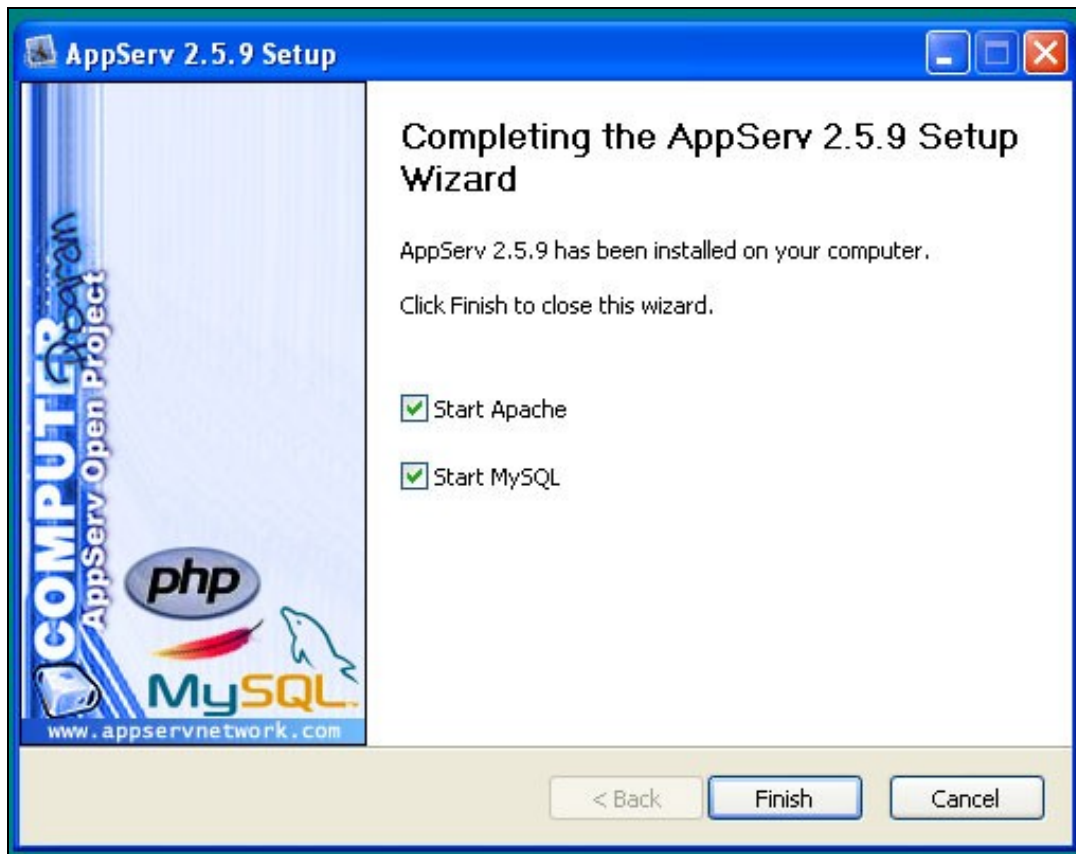 AppServ 2.5.9 Setup
COMPUTER
Program
AppServ Open Project
php
MySQL
www.appservnetwork.com
Completing the AppServ 2.5.9 Setup
Wizard
AppServ 2.5.9 has been installed on your computer.
Click Finish to close this wizard.
Start Apache
Start MySQL
< Back
Finish
Cancel